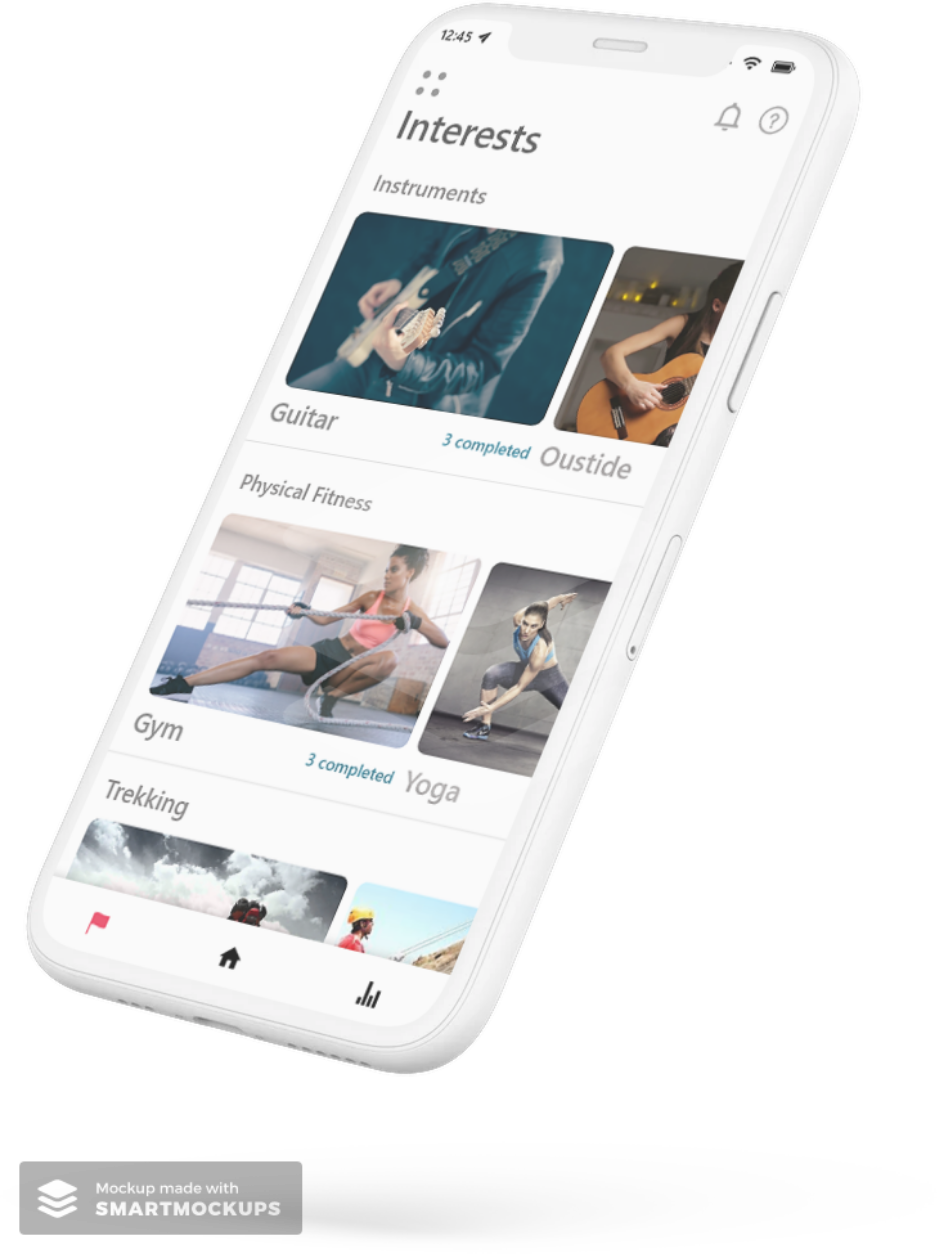 12:45
Interests
Instruments
Guitar
3 completed
Oustide
Physical Fitness
Gym
3 completed
Yoga
Trekking
Mockup made with
SMARTMOCKUPS